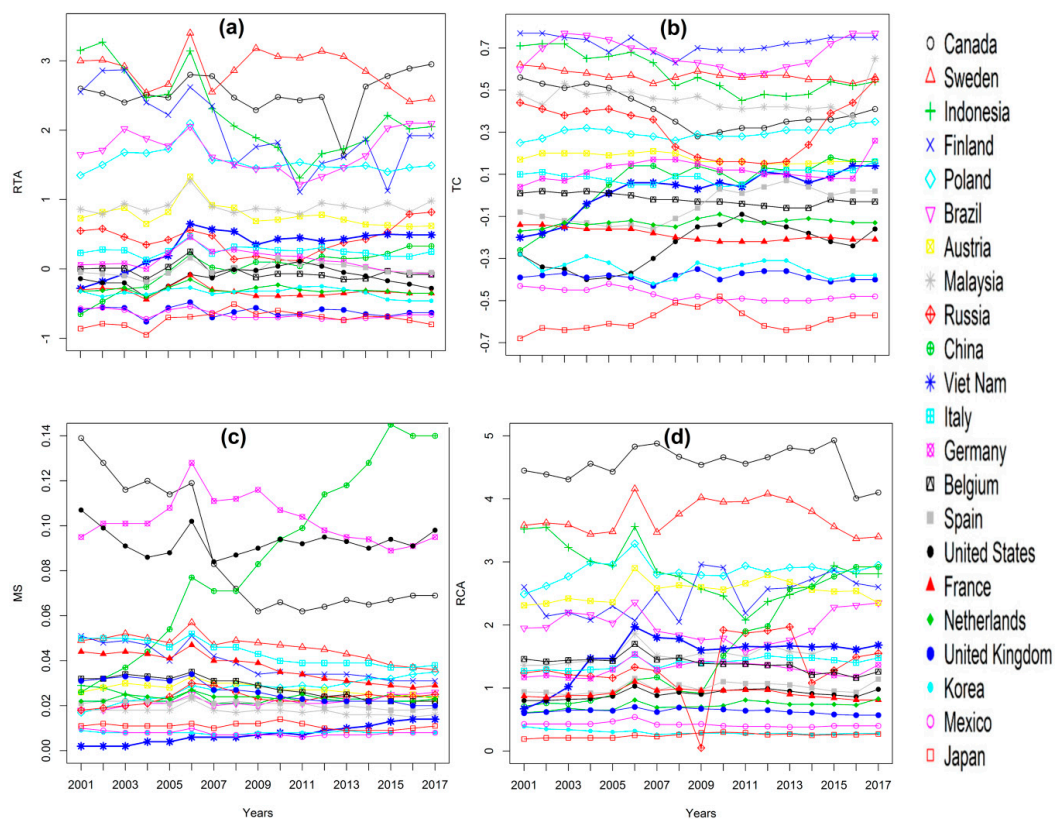 (a)
RTA
3
2
1
0
-1
(b)
TC
0.7
0.5
0.3
0.1
-0.1
-0.3
-0.5
-0.7
(c)
MS
0.14
0.12
0.10
0.08
0.06
0.04
0.02
0.00
2001 2003 2005 2007 2009 2011 2013 2015 2017
Years
(d)
RCA
5
4
3
2
1
0
2001 2003 2005 2007 2009 2011 2013 2015 2017
Years
Canada
Sweden
Indonesia
Finland
Poland
Brazil
Austria
Malaysia
Russia
China
Viet Nam
Italy
Germany
Belgium
Spain
United States
France
Netherlands
United Kingdom
Korea
Mexico
Japan